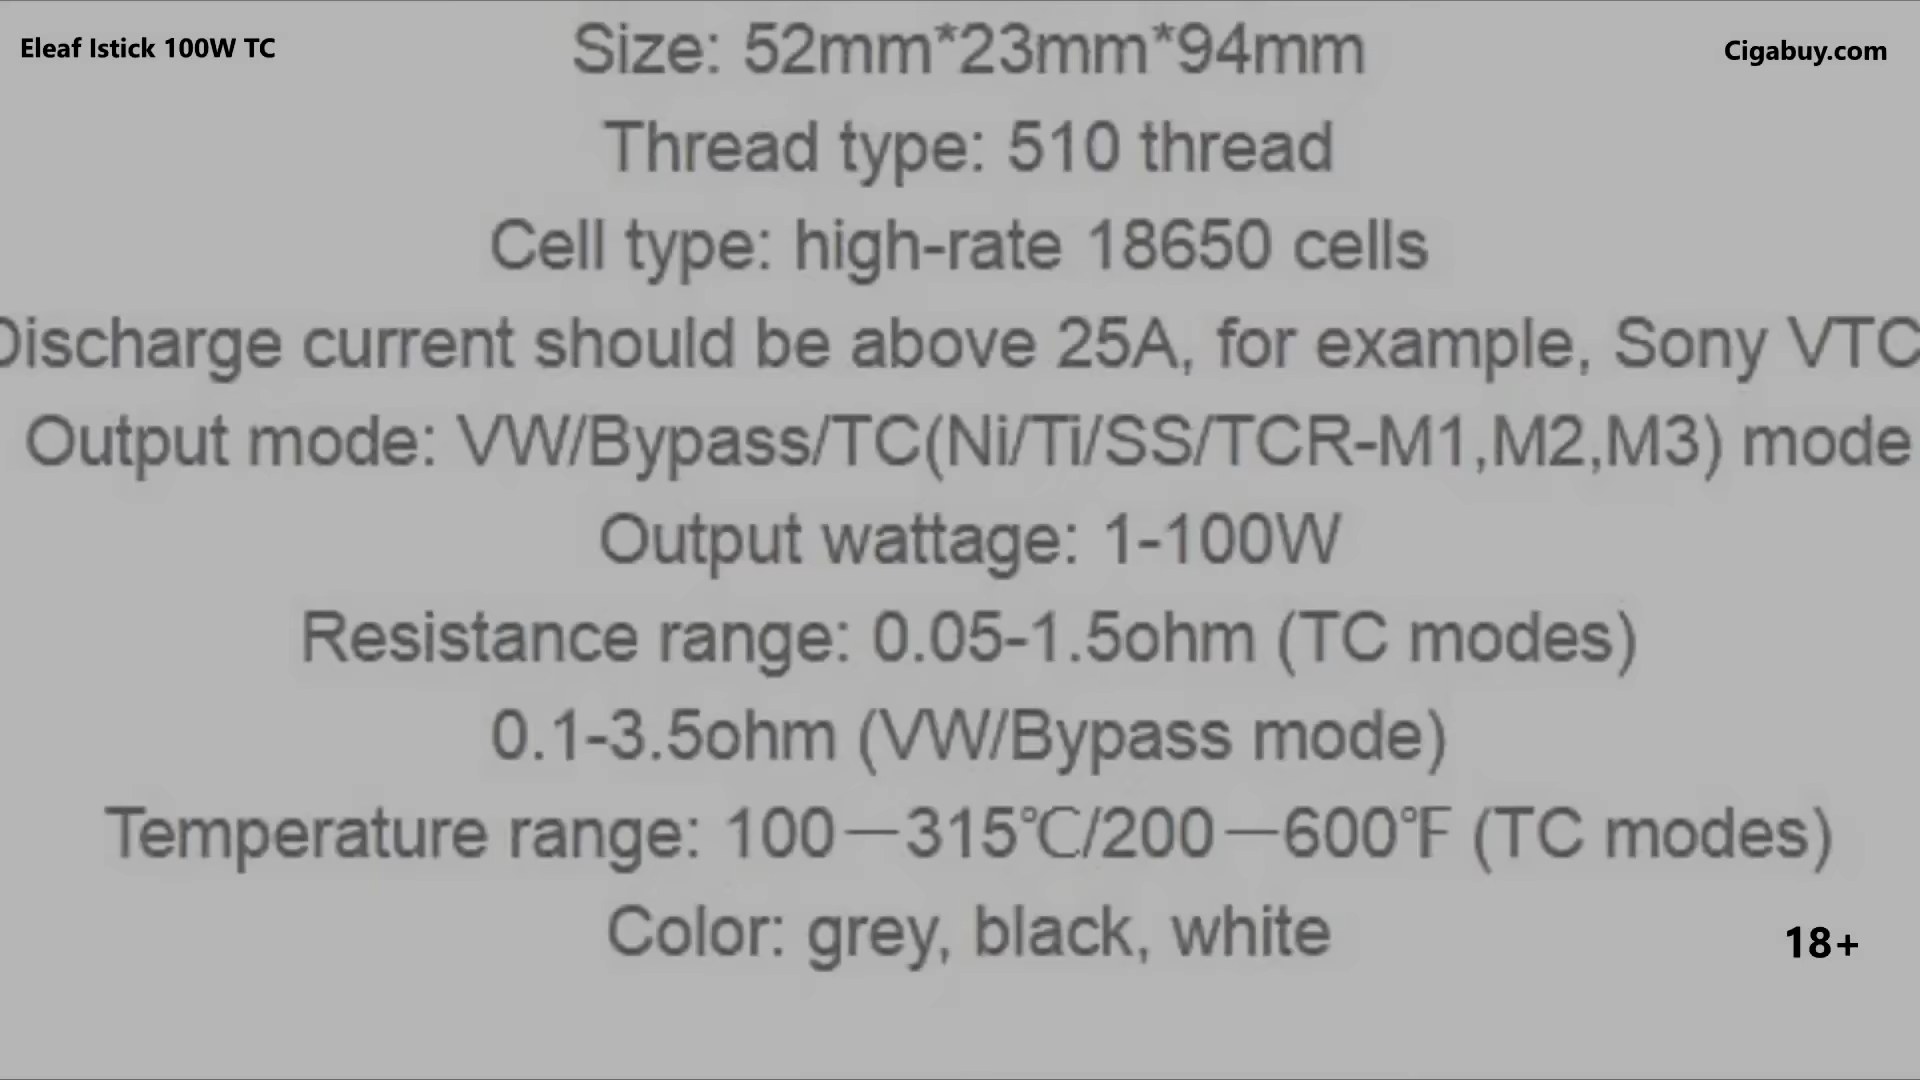 Eleaf Istick 100W TC
Cigabuy.com
Size: 52mm*23mm*94mm
Thread type: 510 thread
Cell type: high-rate 18650 cells
Discharge current should be above 25A, for example, Sony VTC
Output mode: VW/Bypass/TC(Ni/Ti/SS/TCR-M1,M2,M3) mode
Output wattage: 1-100W
Resistance range: 0.05-1.5ohm (TC modes)
0.1-3.5ohm (VW/Bypass mode)
Temperature range: 100—315℃/200—600℉ (TC modes)
Color: grey, black, white
18+